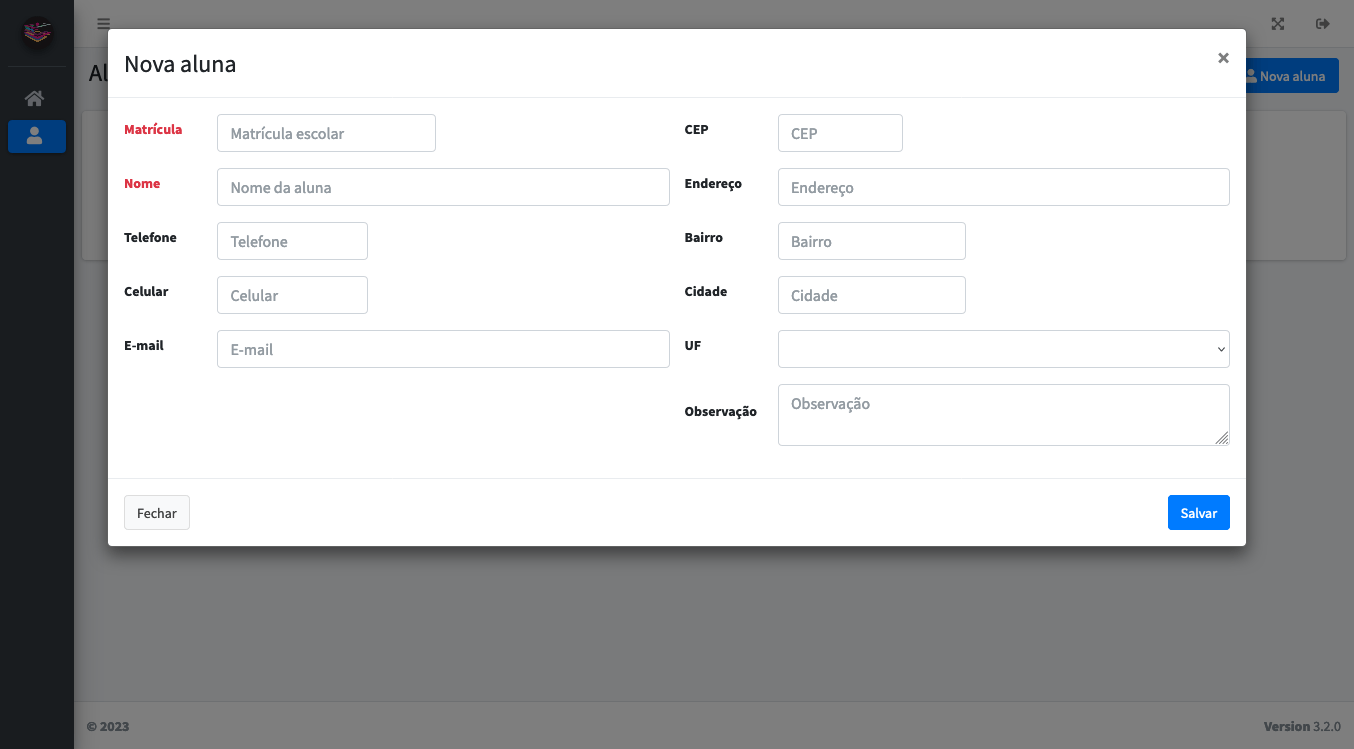 Nova aluna
×
Al
Nova aluna
Matrícula
Matrícula escolar
Nome
Nome da aluna
Telefone
Telefone
Celular
Celular
E-mail
E-mail
CEP
CEP
Endereço
Endereço
Bairro
Bairro
Cidade
Cidade
UF
Observação
Observação
Fechar
Salvar
© 2023
Version 3.2.0